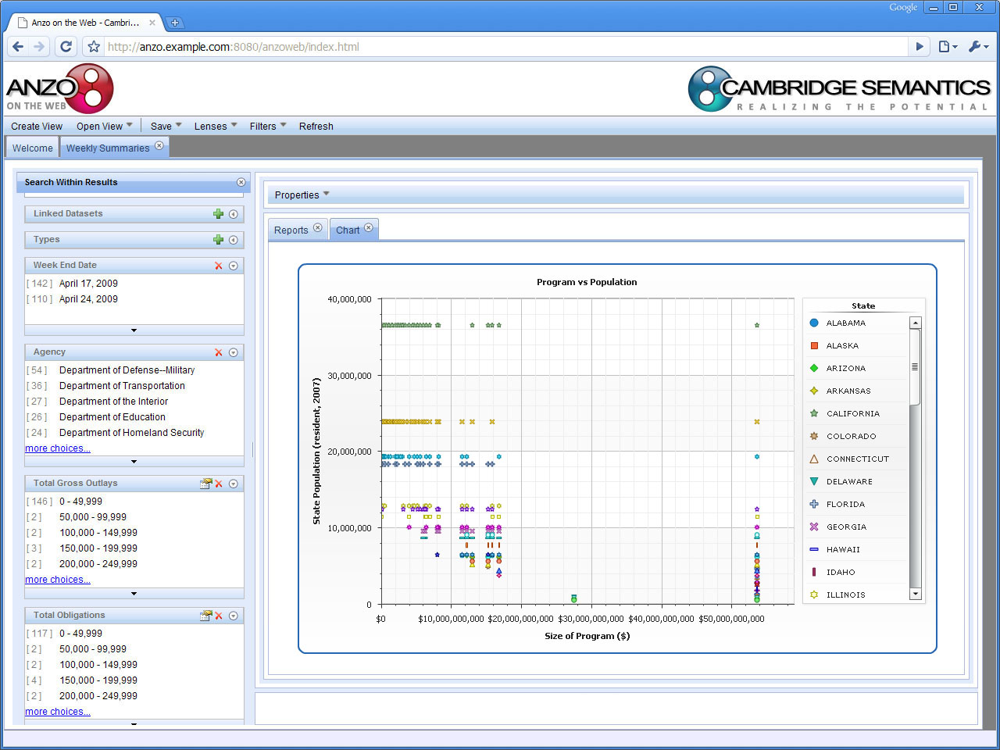 Google
Anzo on the Web - Cambri...
http://anzo.example.com:8080/anzoweb/index.html
ANZO
ON THE WEB
CAMBRIDGE SEMANTICS
REALIZING THE POTENTIAL
Create View Open View Save Lenses Filters Refresh
Welcome Weekly Summaries
Search Within Results
Linked Datasets
Types
Week End Date
[ 142 ] April 17, 2009
[ 110 ] April 24, 2009
Agency
[ 54 ] Department of Defense--Military
[ 36 ] Department of Transportation
[ 27 ] Department of the Interior
[ 26 ] Department of Education
[ 24 ] Department of Homeland Security
more choices...
Total Gross Outlays
[ 146 ] 0 - 49,999
[ 2 ] 50,000 - 99,999
[ 2 ] 100,000 - 149,999
[ 3 ] 150,000 - 199,999
[ 2 ] 200,000 - 249,999
more choices...
Total Obligations
[ 117 ] 0 - 49,999
[ 2 ] 50,000 - 99,999
[ 2 ] 100,000 - 149,999
[ 4 ] 150,000 - 199,999
[ 2 ] 200,000 - 249,999
more choices...
Properties
Reports Chart
Program vs Population
State Population (resident, 2007)
40,000,000
30,000,000
20,000,000
10,000,000
0
$0 $10,000,000,000 $20,000,000,000 $30,000,000,000 $40,000,000,000 $50,000,000,000
Size of Program ($)
State
ALABAMA
ALASKA
ARIZONA
ARKANSAS
CALIFORNIA
COLORADO
CONNECTICUT
DELAWARE
FLORIDA
GEORGIA
HAWAII
IDAHO
ILLINOIS